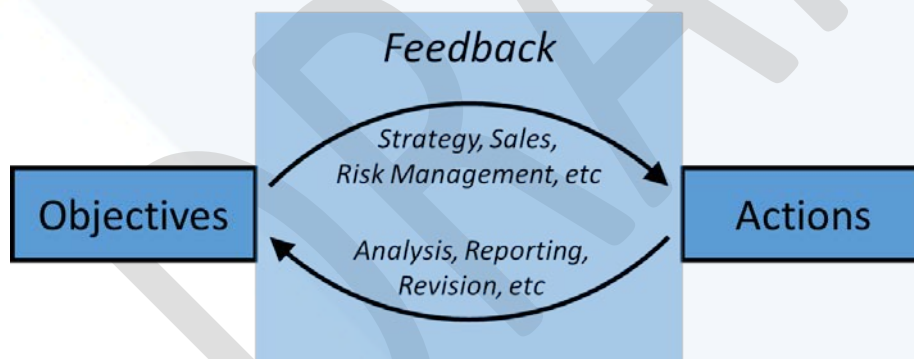 Feedback
Strategy, Sales,
Risk Management, etc
Objectives
Actions
Analysis, Reporting,
Revision, etc